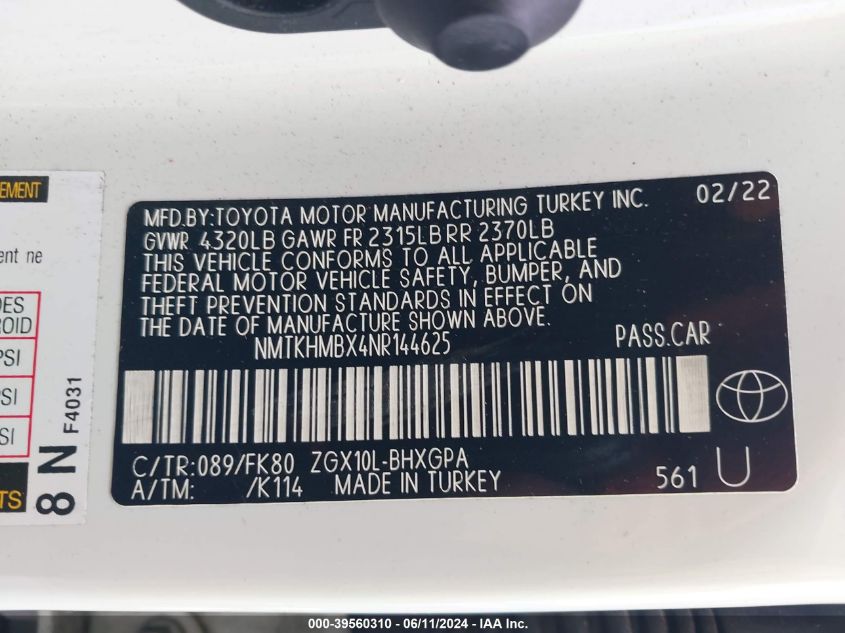 EMENT
ent ne
DES
ROID
PSI
PSI
SI
TS
8 N
F4031
MFD.BY:TOYOTA MOTOR MANUFACTURING TURKEY INC. 02/22
GVWR 4320LB GAWR FR 2315LB RR 2370LB
THIS VEHICLE CONFORMS TO ALL APPLICABLE
FEDERAL MOTOR VEHICLE SAFETY, BUMPER, AND
THEFT PREVENTION STANDARDS IN EFFECT ON
THE DATE OF MANUFACTURE SHOWN ABOVE.
NMTKHMBX4NR144625 PASS.CAR
C/TR:089/FK80 ZGX10L-BHXGPA
A/TM: /K114 MADE IN TURKEY 561 U
000-39560310 - 06/11/2024 - IAA Inc.